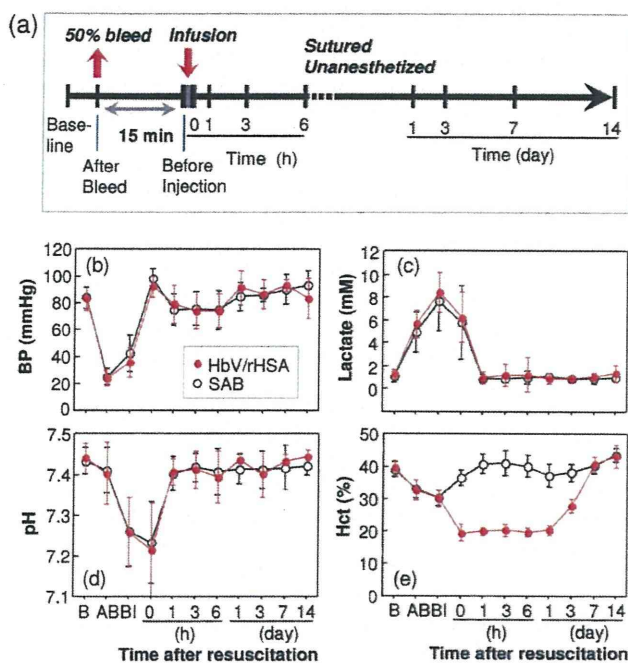 (a)
50% bleed
Infusion
Sutured
Unanesthetized
Base-
line
15 min
0 1 3 6
1 3 7 14
After
Bleed
Before
Injection
Time (h)
Time (day)
(b)
BP (mmHg)
120
100
80
60
40
20
0
HbV/rHSA
SAB
(c)
Lactate (mM)
12
10
8
6
4
2
0
(d)
pH
7.5
7.4
7.3
7.2
7.1
B AB BI 0 1 3 6 1 3 7 14
(h) (day)
Time after resuscitation
(e)
Hct (%)
50
40
30
20
10
0
B AB BI 0 1 3 6 1 3 7 14
(h) (day)
Time after resuscitation